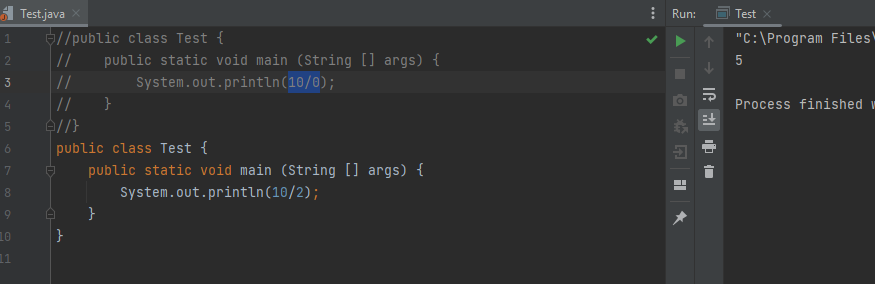 Test.java
Run:
Test
1 //public class Test {
2 //    public static void main (String [] args) {
3 //        System.out.println(10/0);
4 //    }
5 //}
6 public class Test {
7     public static void main (String [] args) {
8         System.out.println(10/2);
9     }
10 }
11
"C:\Program Files\
5
Process finished w